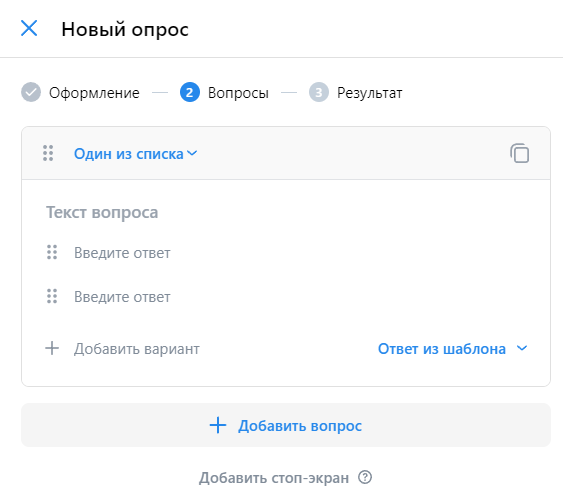 Новый опрос
Оформление 2 Вопросы 3 Результат
Один из списка
Текст вопроса
Введите ответ
Введите ответ
Добавить вариант Ответ из шаблона
Добавить вопрос
Добавить стоп-экран ?